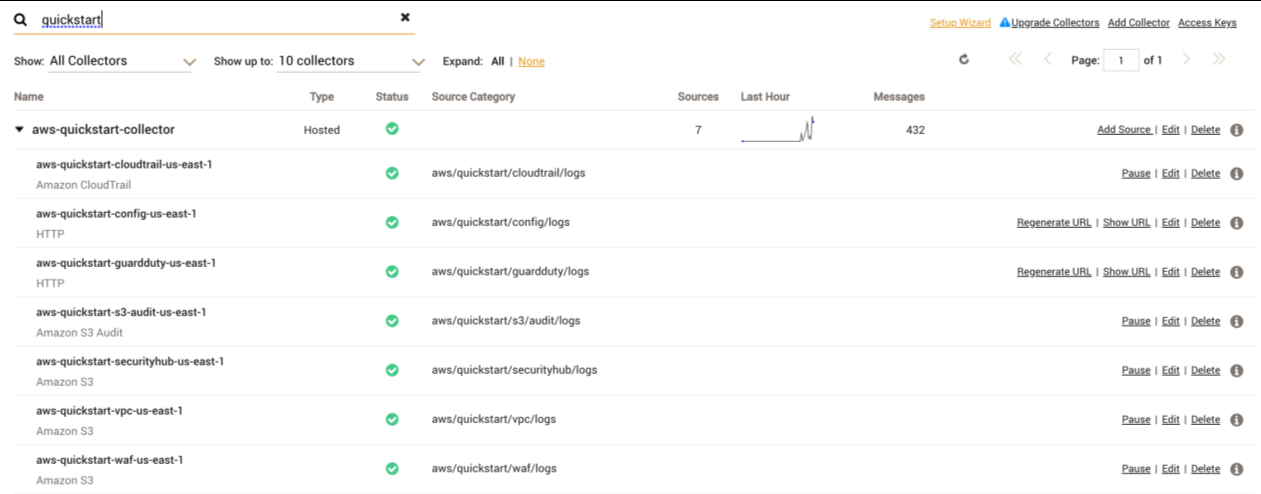 quickstart
Setup Wizard Upgrade Collectors Add Collector Access Keys
Show: All Collectors Show up to: 10 collectors Expand: All | None Page: 1 of 1
Name Type Status Source Category Sources Last Hour Messages
aws-quickstart-collector Hosted 7 432 Add Source | Edit | Delete
aws-quickstart-cloudtrail-us-east-1
Amazon CloudTrail
aws/quickstart/cloudtrail/logs Pause | Edit | Delete
aws-quickstart-config-us-east-1
HTTP
aws/quickstart/config/logs Regenerate URL | Show URL | Edit | Delete
aws-quickstart-guardduty-us-east-1
HTTP
aws/quickstart/guardduty/logs Regenerate URL | Show URL | Edit | Delete
aws-quickstart-s3-audit-us-east-1
Amazon S3 Audit
aws/quickstart/s3/audit/logs Pause | Edit | Delete
aws-quickstart-securityhub-us-east-1
Amazon S3
aws/quickstart/securityhub/logs Pause | Edit | Delete
aws-quickstart-vpc-us-east-1
Amazon S3
aws/quickstart/vpc/logs Pause | Edit | Delete
aws-quickstart-waf-us-east-1
Amazon S3
aws/quickstart/waf/logs Pause | Edit | Delete